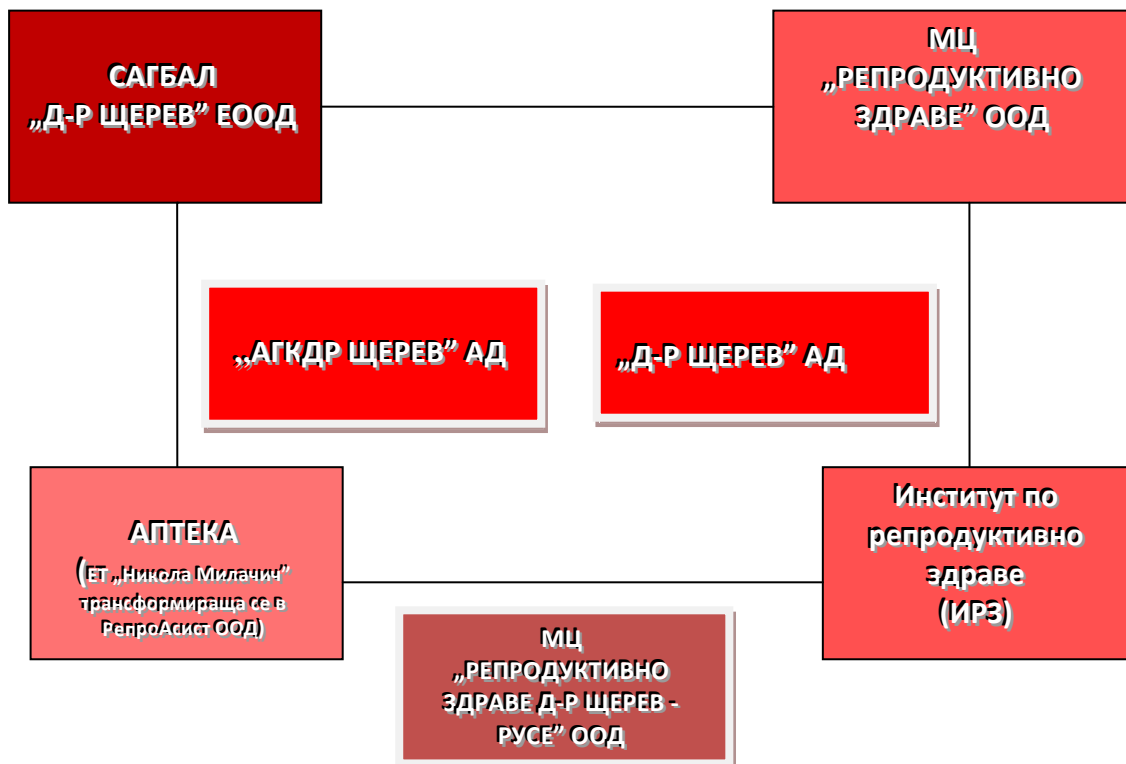 САГБАЛ
„Д-Р ЩЕРЕВ” ЕООД
МЦ
„РЕПРОДУКТИВНО
ЗДРАВЕ” ООД
„АГКДР ЩЕРЕВ” АД
„Д-Р ЩЕРЕВ” АД
АПТЕКА
(ЕТ „Никола Милачич”
трансформираща се в
РепроАсист ООД)
Институт по
репродуктивно
здраве
(ИРЗ)
МЦ
„РЕПРОДУКТИВНО
ЗДРАВЕ Д-Р ЩЕРЕВ -
РУСЕ” ООД